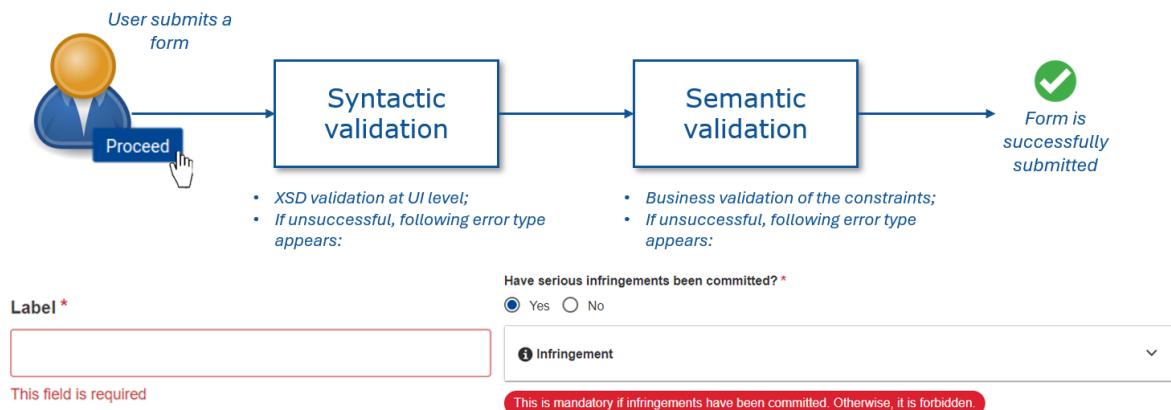 User submits a
form
Proceed
Syntactic
validation
Semantic
validation
Form is
successfully
submitted
• XSD validation at UI level;
• If unsuccessful, following error type
appears:
• Business validation of the constraints;
• If unsuccessful, following error type
appears:
Label *
This field is required
Have serious infringements been committed? *
Yes No
Infringement
This is mandatory if infringements have been committed. Otherwise, it is forbidden.